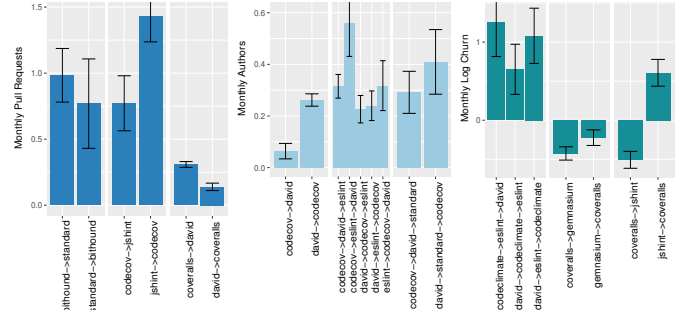 Monthly Pull Requests
1.5
1.0
0.5
0.0
bithound−>standard
standard−>bithound
codecov−>jshint
jshint−>codecov
coveralls−>david
david−>coveralls
Monthly Authors
0.6
0.4
0.2
0.0
codecov−>david
david−>codecov
codecov−>david−>eslint
codecov−>eslint−>david
david−>codecov−>eslint
david−>eslint−>codecov
eslint−>codecov−>david
codecov−>david−>standard
david−>standard−>codecov
Monthly Log Churn
1
0
codeclimate−>eslint−>david
david−>codeclimate−>eslint
david−>eslint−>codeclimate
coveralls−>gemnasium
gemnasium−>coveralls
coveralls−>jshint
jshint−>coveralls